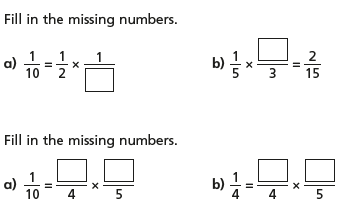 Fill in the missing numbers.
a) 1/10 = 1/2 × 1/□ b) 1/5 × □/3 = 2/15
Fill in the missing numbers.
a) 1/10 = □/4 × □/5 b) 1/4 = □/4 × □/5